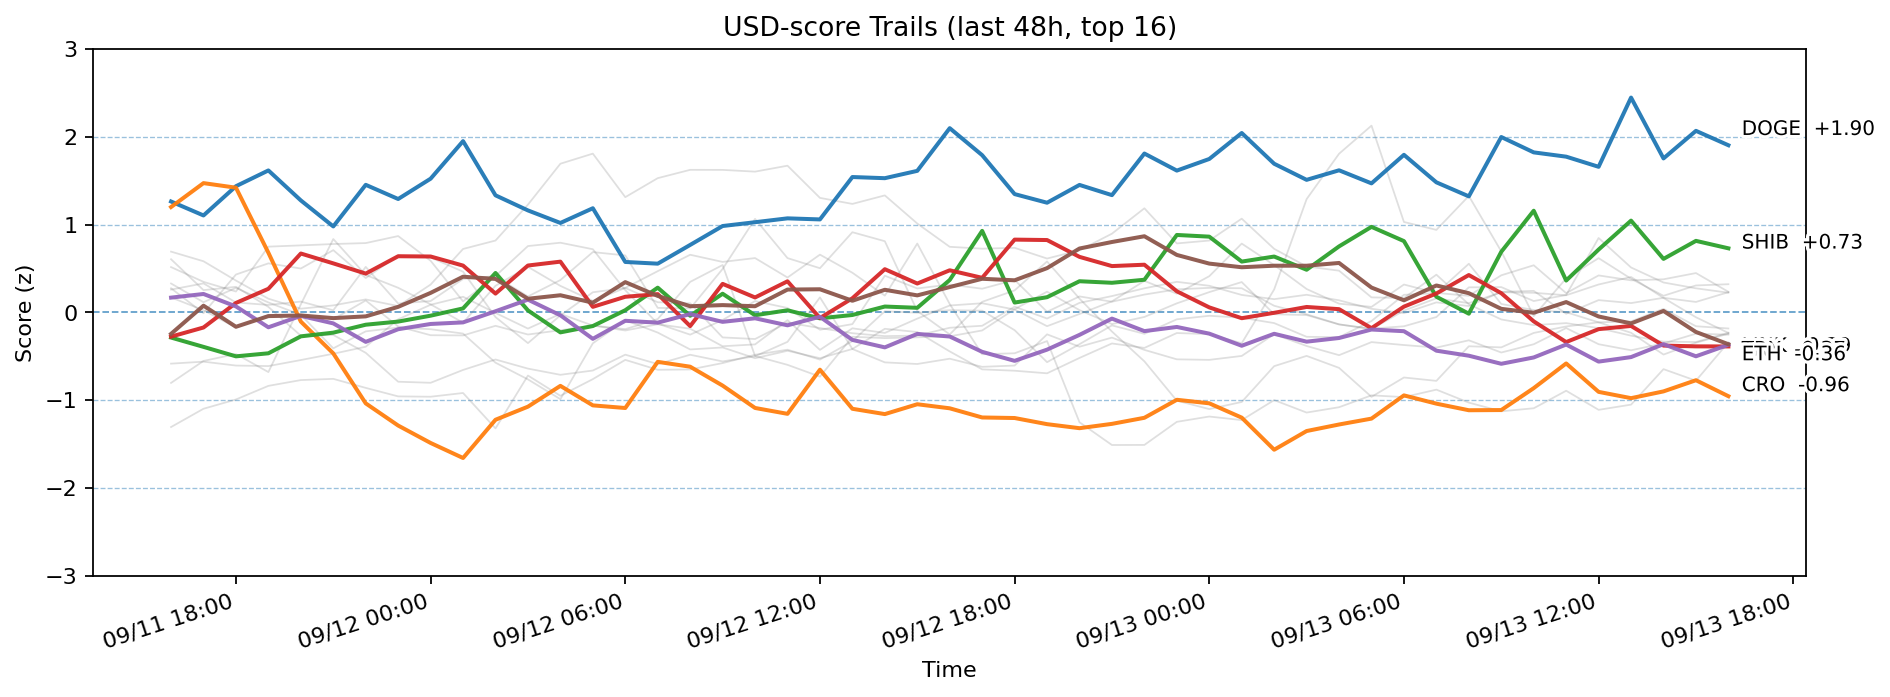 USD-score Trails (last 48h, top 16)
Score (z)
3
2
1
0
−1
−2
−3
DOGE +1.90
SHIB +0.73
ETH -0.36
CRO -0.96
09/11 18:00
09/12 00:00
09/12 06:00
09/12 12:00
09/12 18:00
09/13 00:00
09/13 06:00
09/13 12:00
09/13 18:00
Time